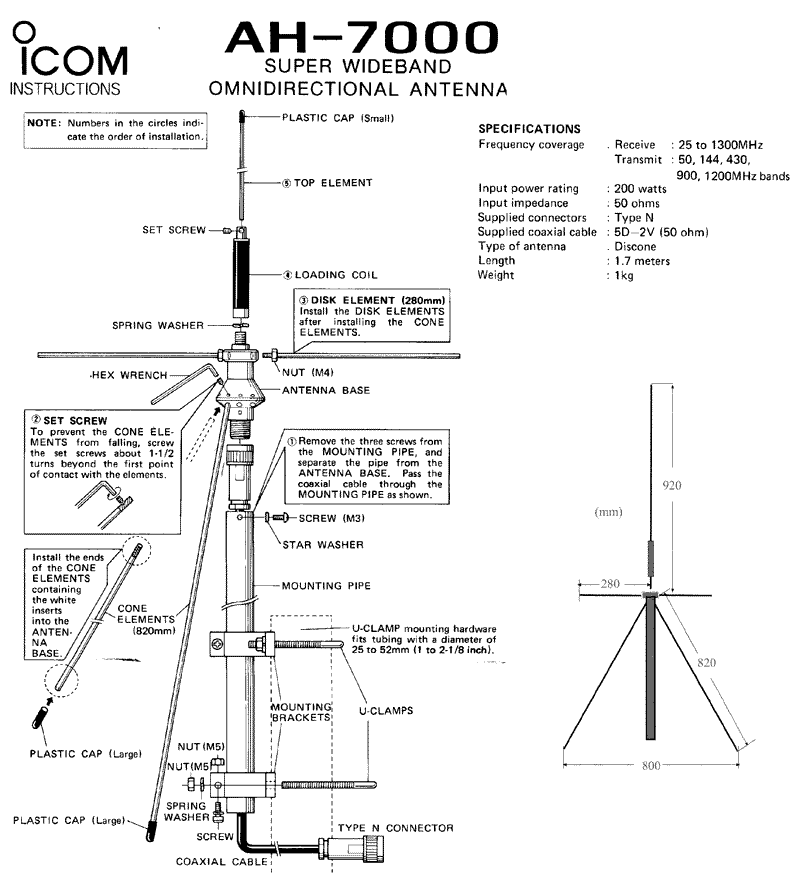 ICOM
INSTRUCTIONS
AH-7000
SUPER WIDEBAND
OMNIDIRECTIONAL ANTENNA
NOTE: Numbers in the circles indi-
cate the order of installation.
PLASTIC CAP (Small)
⑤ TOP ELEMENT
SET SCREW
④ LOADING COIL
SPRING WASHER
③ DISK ELEMENT (280mm)
Install the DISK ELEMENTS
after installing the CONE
ELEMENTS.
NUT (M4)
HEX WRENCH
ANTENNA BASE
② SET SCREW
To prevent the CONE ELE-
MENTS from falling, screw
the set screws about 1-1/2
turns beyond the first point
of contact with the elements.
① Remove the three screws from
the MOUNTING PIPE, and
separate the pipe from the
ANTENNA BASE. Pass the
coaxial cable through the
MOUNTING PIPE as shown.
SCREW (M3)
STAR WASHER
Install the ends
of the CONE
ELEMENTS
containing
the white
inserts
into the
ANTEN-
NA
BASE.
CONE
ELEMENTS
(820mm)
MOUNTING PIPE
U-CLAMP mounting hardware
fits tubing with a diameter of
25 to 52mm (1 to 2-1/8 inch).
MOUNTING
BRACKETS
U-CLAMPS
PLASTIC CAP (Large)
NUT (M5)
NUT(M5)
SPRING
WASHER
SCREW
PLASTIC CAP (Large)
COAXIAL CABLE
TYPE N CONNECTOR
SPECIFICATIONS
Frequency coverage . Receive : 25 to 1300MHz
Transmit : 50, 144, 430,
900, 1200MHz bands
Input power rating : 200 watts
Input impedance : 50 ohms
Supplied connectors : Type N
Supplied coaxial cable : 5D-2V (50 ohm)
Type of antenna . Discone
Length : 1.7 meters
Weight : 1kg
920
(mm)
280
820
800